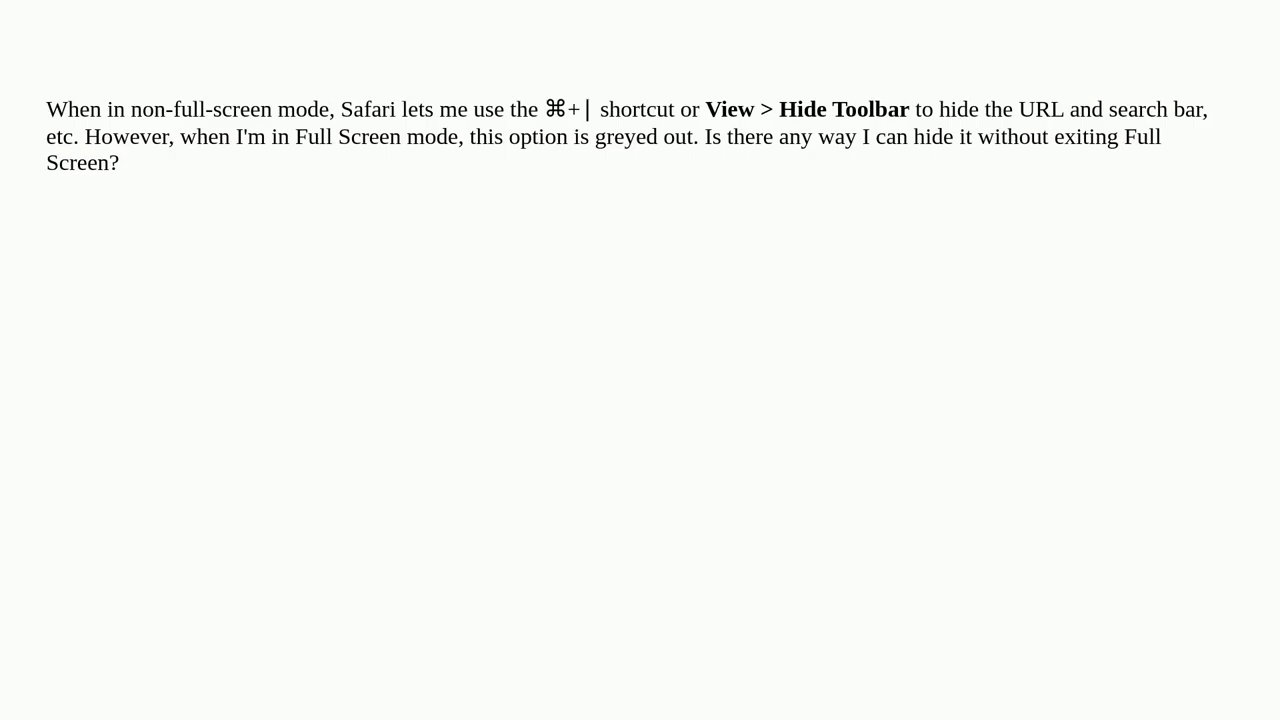 When in non-full-screen mode, Safari lets me use the ⌘+| shortcut or View > Hide Toolbar to hide the URL and search bar,
etc. However, when I'm in Full Screen mode, this option is greyed out. Is there any way I can hide it without exiting Full
Screen?